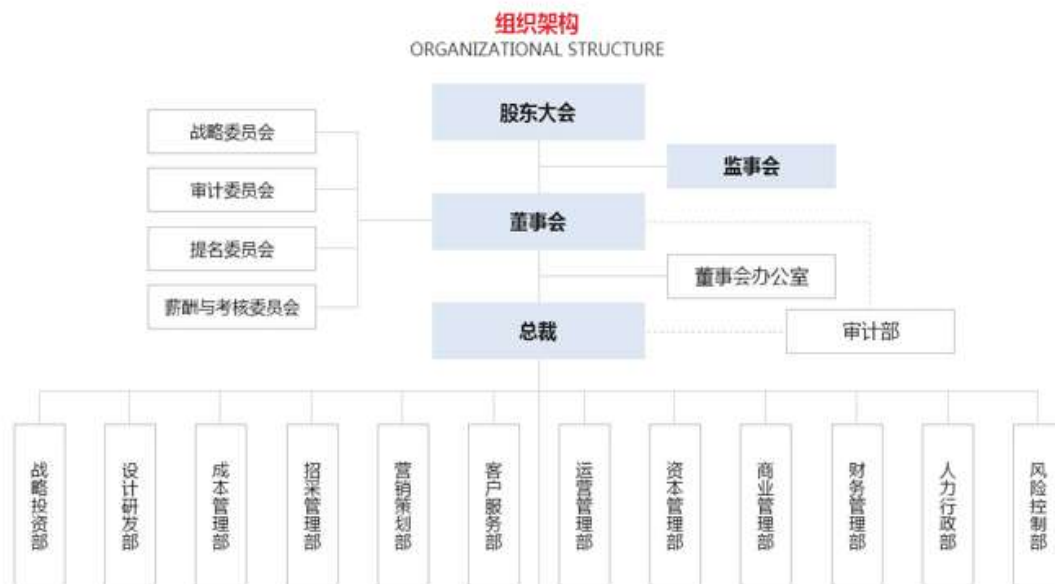 组织架构
ORGANIZATIONAL STRUCTURE
股东大会
战略委员会
监事会
审计委员会
董事会
提名委员会
董事会办公室
薪酬与考核委员会
总裁
审计部
战略投资部
设计研发部
成本管理部
招采管理部
营销策划部
客户服务部
运营管理部
资本管理部
商业管理部
财务管理部
人力行政部
风险控制部